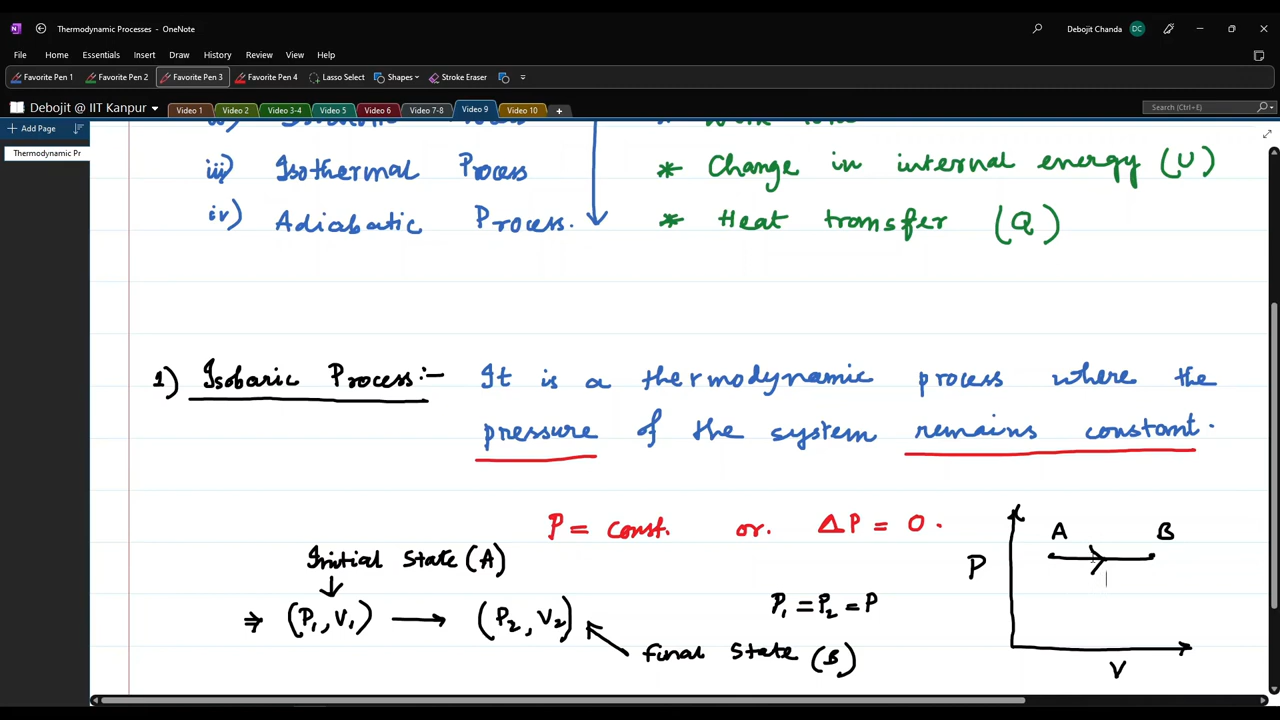 Thermodynamic Processes - OneNote
Debojit Chanda DC
File Home Essentials Insert Draw History Review View Help
Favorite Pen 1 Favorite Pen 2 Favorite Pen 3 Favorite Pen 4 Lasso Select Shapes Stroke Eraser
Debojit @ IIT Kanpur Video 1 Video 2 Video 3-4 Video 5 Video 6 Video 7-8 Video 9 Video 10 + Search (Ctrl+E)
+ Add Page
Thermodynamic Pr
iii) Isothermal Process
iv) Adiabatic Process.
* Change in internal energy (U)
* Heat transfer (Q)
1) Isobaric Process:- It is a thermodynamic process where the
pressure of the system remains constant.
P = const. or. ΔP = 0.
Initial State (A)
⇒ (P1, V1) → (P2, V2)
P1 = P2 = P
Final State (B)
A B
P
V